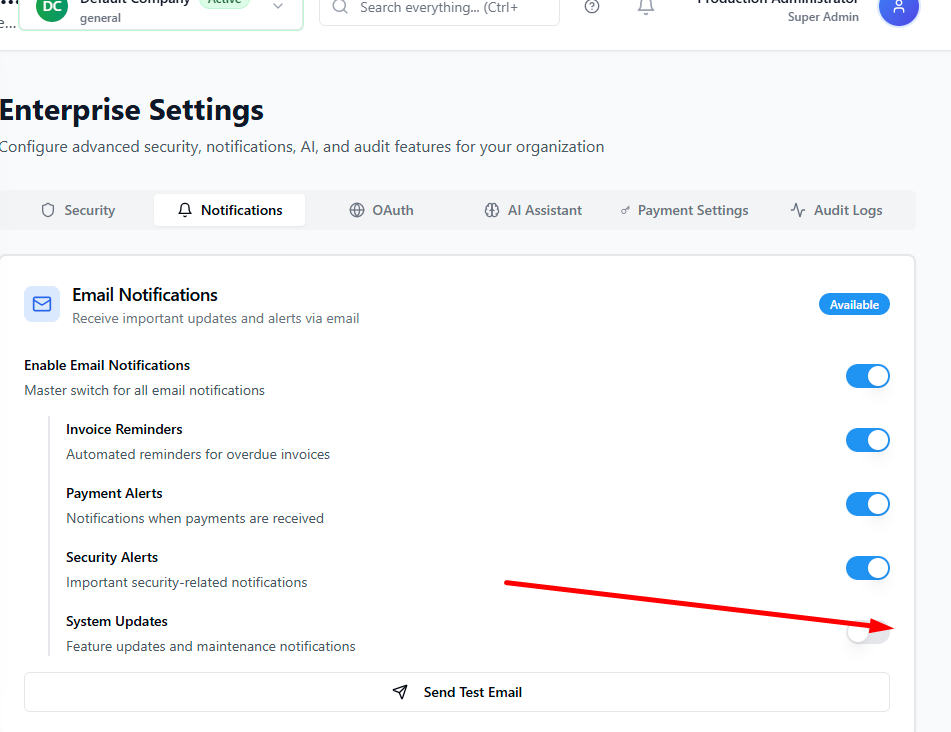 DC
Default Company
Active
general
Search everything... (Ctrl+
Production Administrator
Super Admin
Enterprise Settings
Configure advanced security, notifications, AI, and audit features for your organization
Security
Notifications
OAuth
AI Assistant
Payment Settings
Audit Logs
Email Notifications
Receive important updates and alerts via email
Available
Enable Email Notifications
Master switch for all email notifications
Invoice Reminders
Automated reminders for overdue invoices
Payment Alerts
Notifications when payments are received
Security Alerts
Important security-related notifications
System Updates
Feature updates and maintenance notifications
Send Test Email